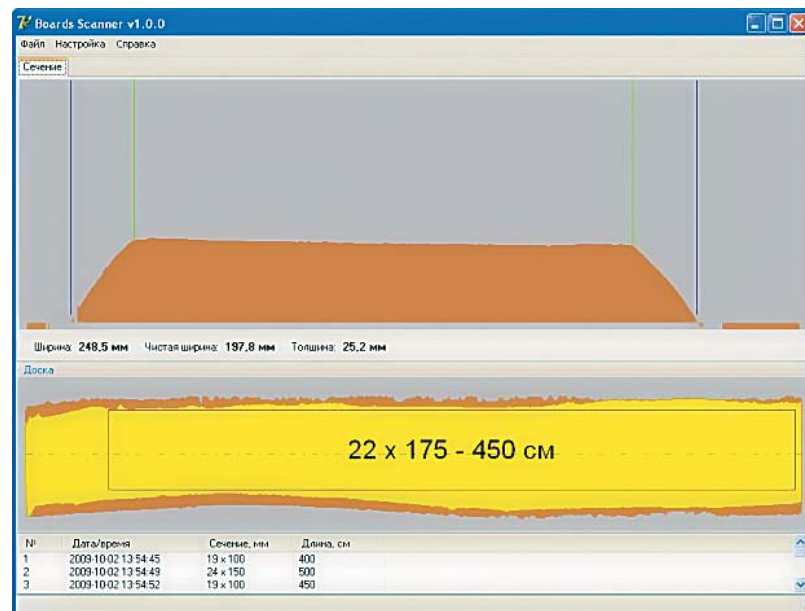 Boards Scanner v1.0.0
Файл Настройка Справка
Сечение
Ширина: 248,5 мм Чистая ширина: 197,8 мм Толщина: 25,2 мм
Доска
22 x 175 - 450 см
№ Дата/время Сечение, мм Длина, см
1 2009-10-02 13:54:45 19 x 100 400
2 2009-10-02 13:54:49 24 x 150 500
3 2009-10-02 13:54:52 19 x 100 450